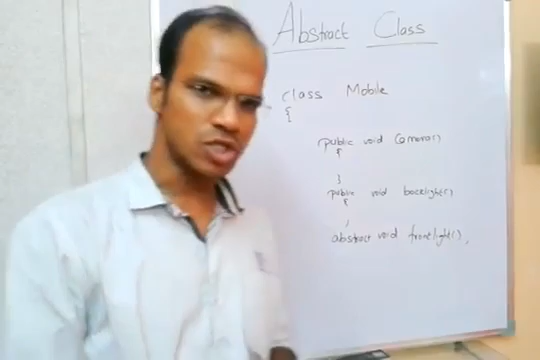 Abstract Class
class Mobile
{
public void Camera()
{
}
public void backlight()
{
}
abstract void frontlight();